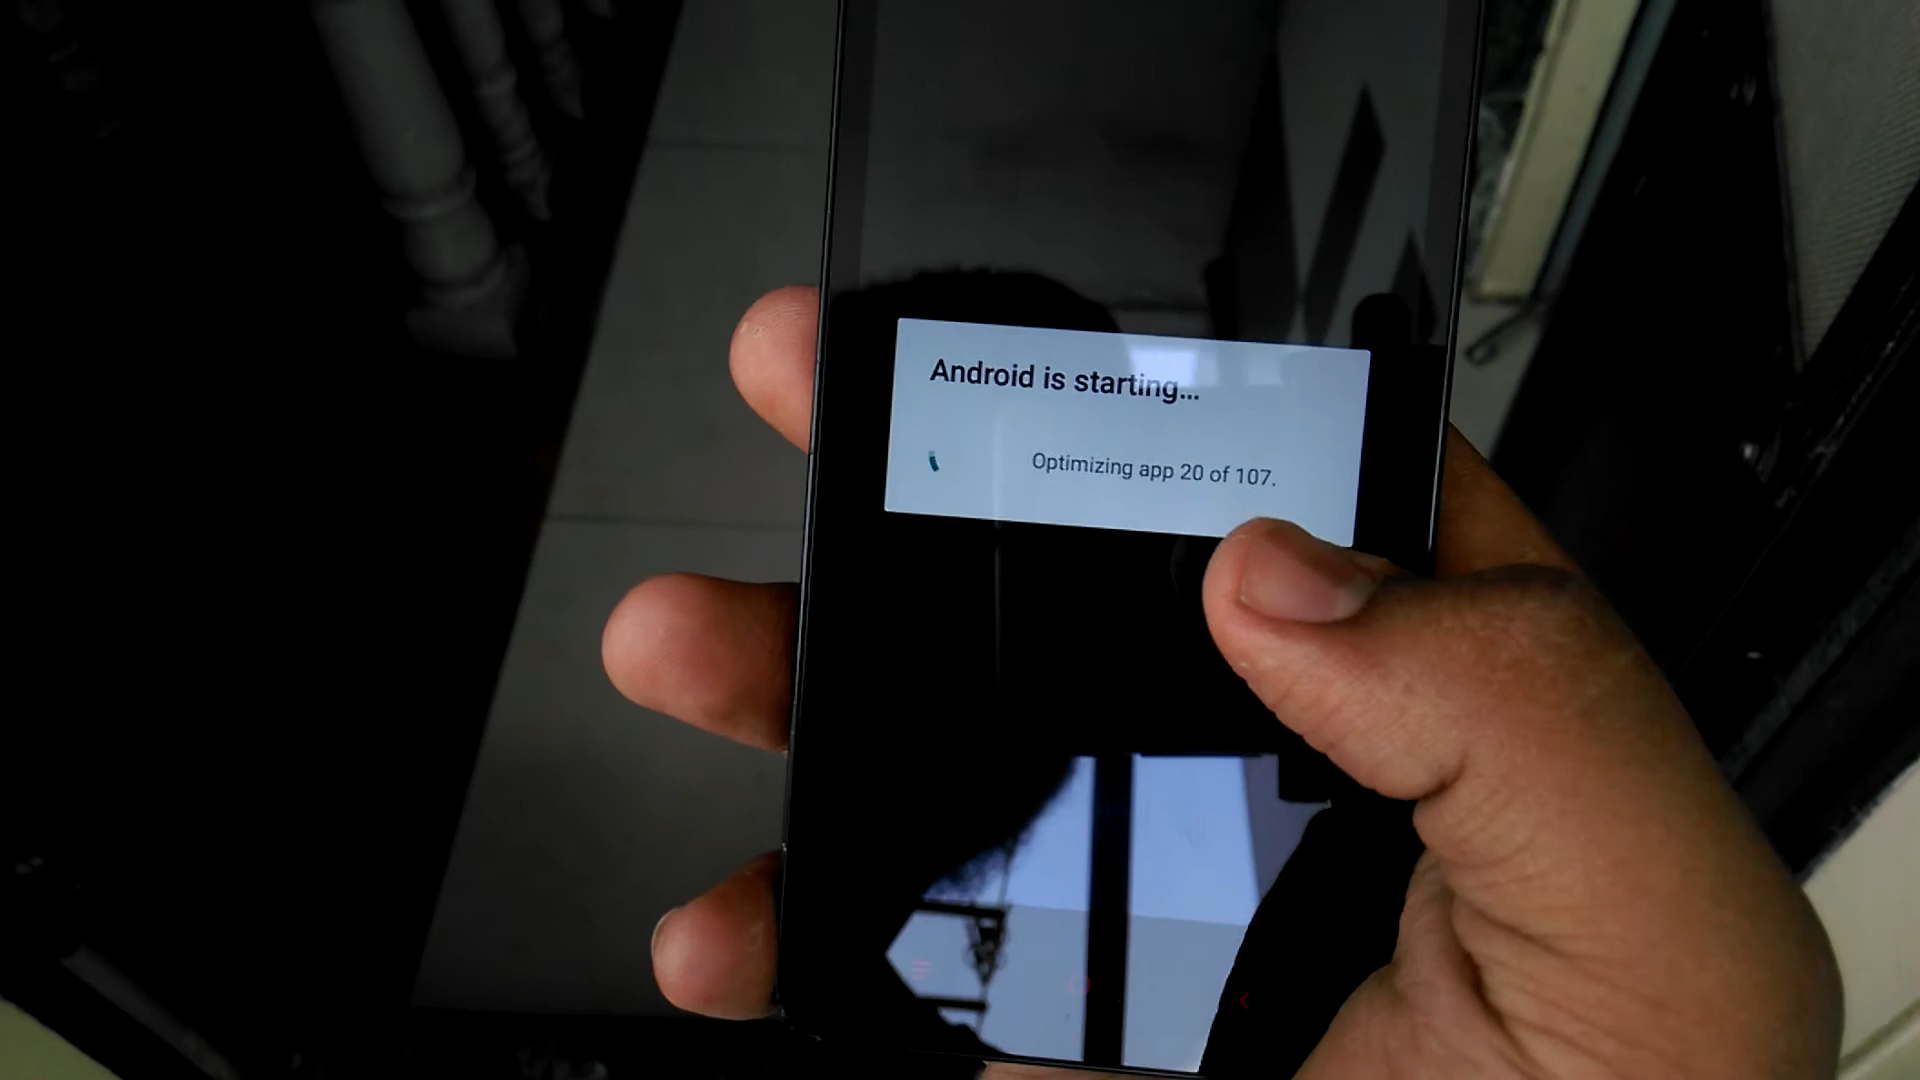 Android is starting...
Optimizing app 20 of 107.